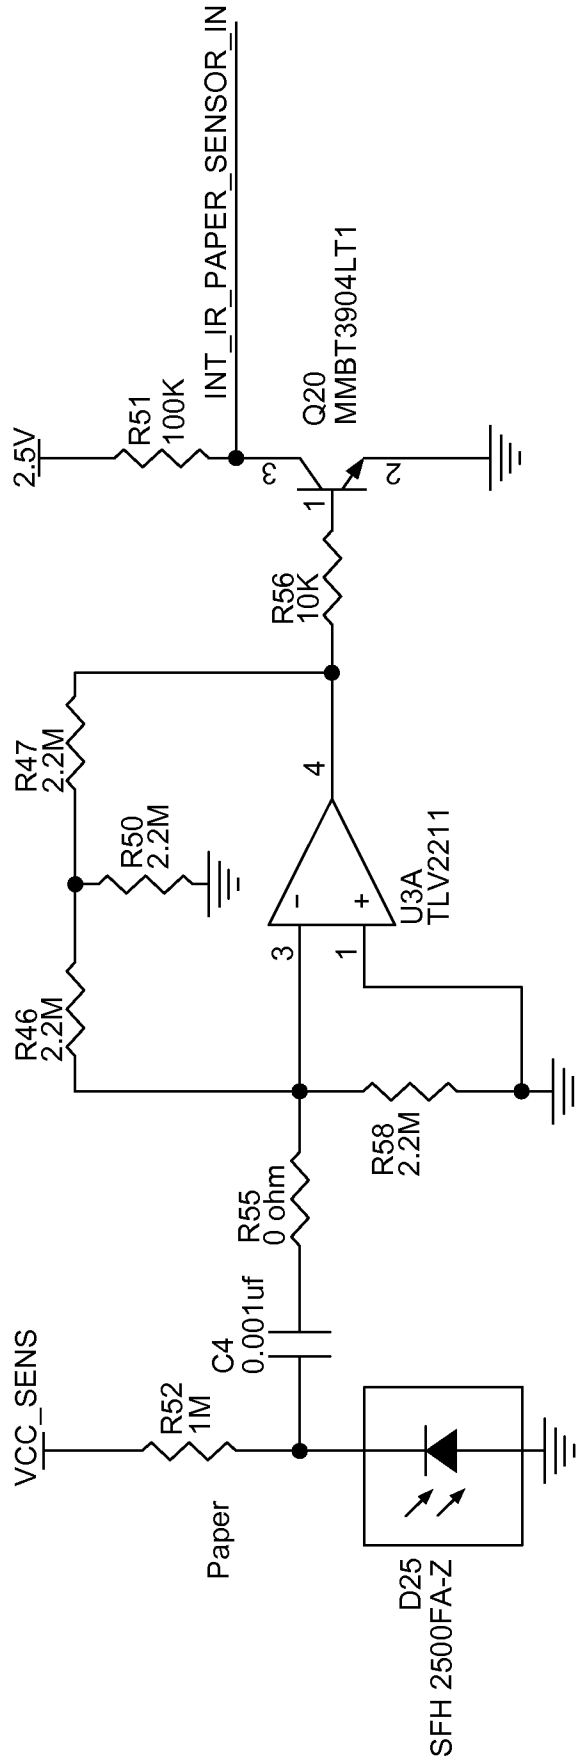 VCC_SENS
R52
1M
Paper
D25
SFH 2500FA-Z
C4
0.001uf
R55
0 ohm
R46
2.2M
R50
2.2M
R47
2.2M
R58
2.2M
3
1
-
+
4
U3A
TLV2211
R56
10K
2.5V
R51
100K
3
1
2
Q20
MMBT3904LT1
INT_IR_PAPER_SENSOR_IN